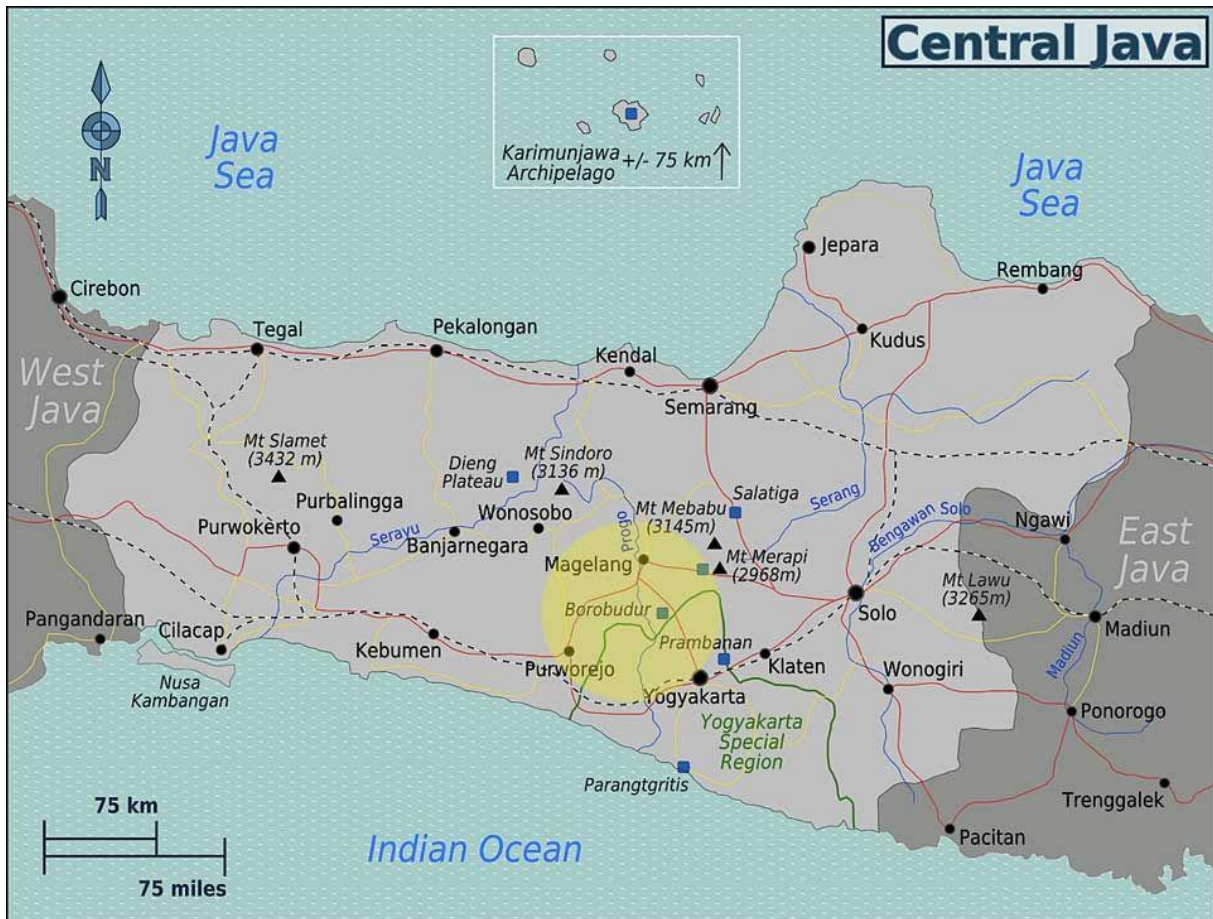 Central Java
Java
Sea
Java
Sea
N
Karimunjawa
Archipelago
+/- 75 km
Jepara
Rembang
Cirebon
Tegal
Pekalongan
Kendal
Kudus
Semarang
West
Java
Mt Slamet
(3432 m)
Dieng
Plateau
Mt Sindoro
(3136 m)
Mt Mebabu
(3145m)
Salatiga
Serang
Bengawan Solo
Ngawi
East
Java
Purbalingga
Purwokerto
Serayu
Banjarnegara
Wonosobo
Progo
Magelang
Mt Merapi
(2968m)
Solo
Mt Lawu
(3265m)
Madiun
Madiun
Borobudur
Prambanan
Klaten
Pangandaran
Cilacap
Kebumen
Purworejo
Yogyakarta
Wonogiri
Nusa
Kambangan
Yogyakarta
Special
Region
Ponorogo
Parangtgritis
Trenggalek
Pacitan
75 km
75 miles
Indian Ocean